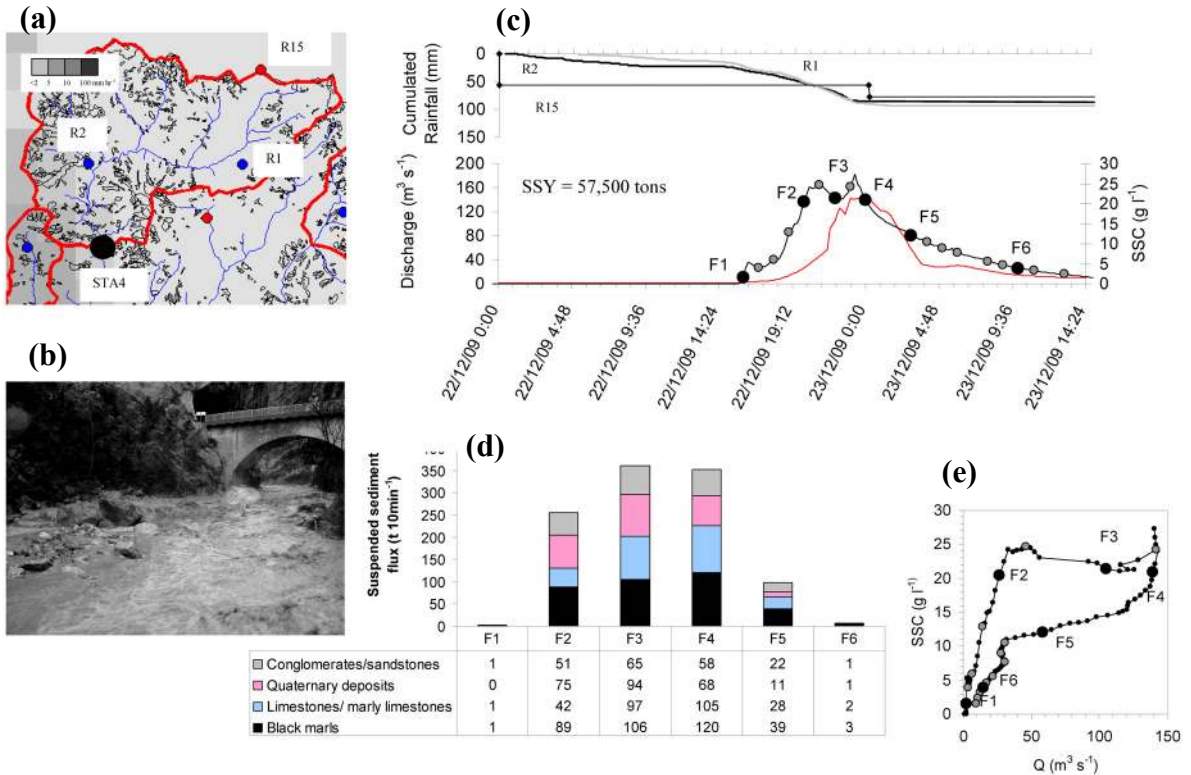 (a)
R15
<2 5 10 100 mm hr⁻¹
R2
R1
STA4
(b)
(c)
Cumulated
Rainfall (mm)
0
50
100
150
R2
R1
R15
Discharge (m³ s⁻¹)
200
160
120
80
40
0
SSY = 57,500 tons
F1
F2
F3
F4
F5
F6
30
25
20
15
10
5
0
SSC (g l⁻¹)
22/12/09 0:00
22/12/09 4:48
22/12/09 9:36
22/12/09 14:24
22/12/09 19:12
23/12/09 0:00
23/12/09 4:48
23/12/09 9:36
23/12/09 14:24
(d)
Suspended sediment
flux (t 10min⁻¹)
350
300
250
200
150
100
50
0
F1 F2 F3 F4 F5 F6
Conglomerates/sandstones 1 51 65 58 22 1
Quaternary deposits 0 75 94 68 11 1
Limestones/ marly limestones 1 42 97 105 28 2
Black marls 1 89 106 120 39 3
(e)
SSC (g l⁻¹)
30
25
20
15
10
5
0
F3
F2
F4
F5
F6
F1
0 50 100 150
Q (m³ s⁻¹)